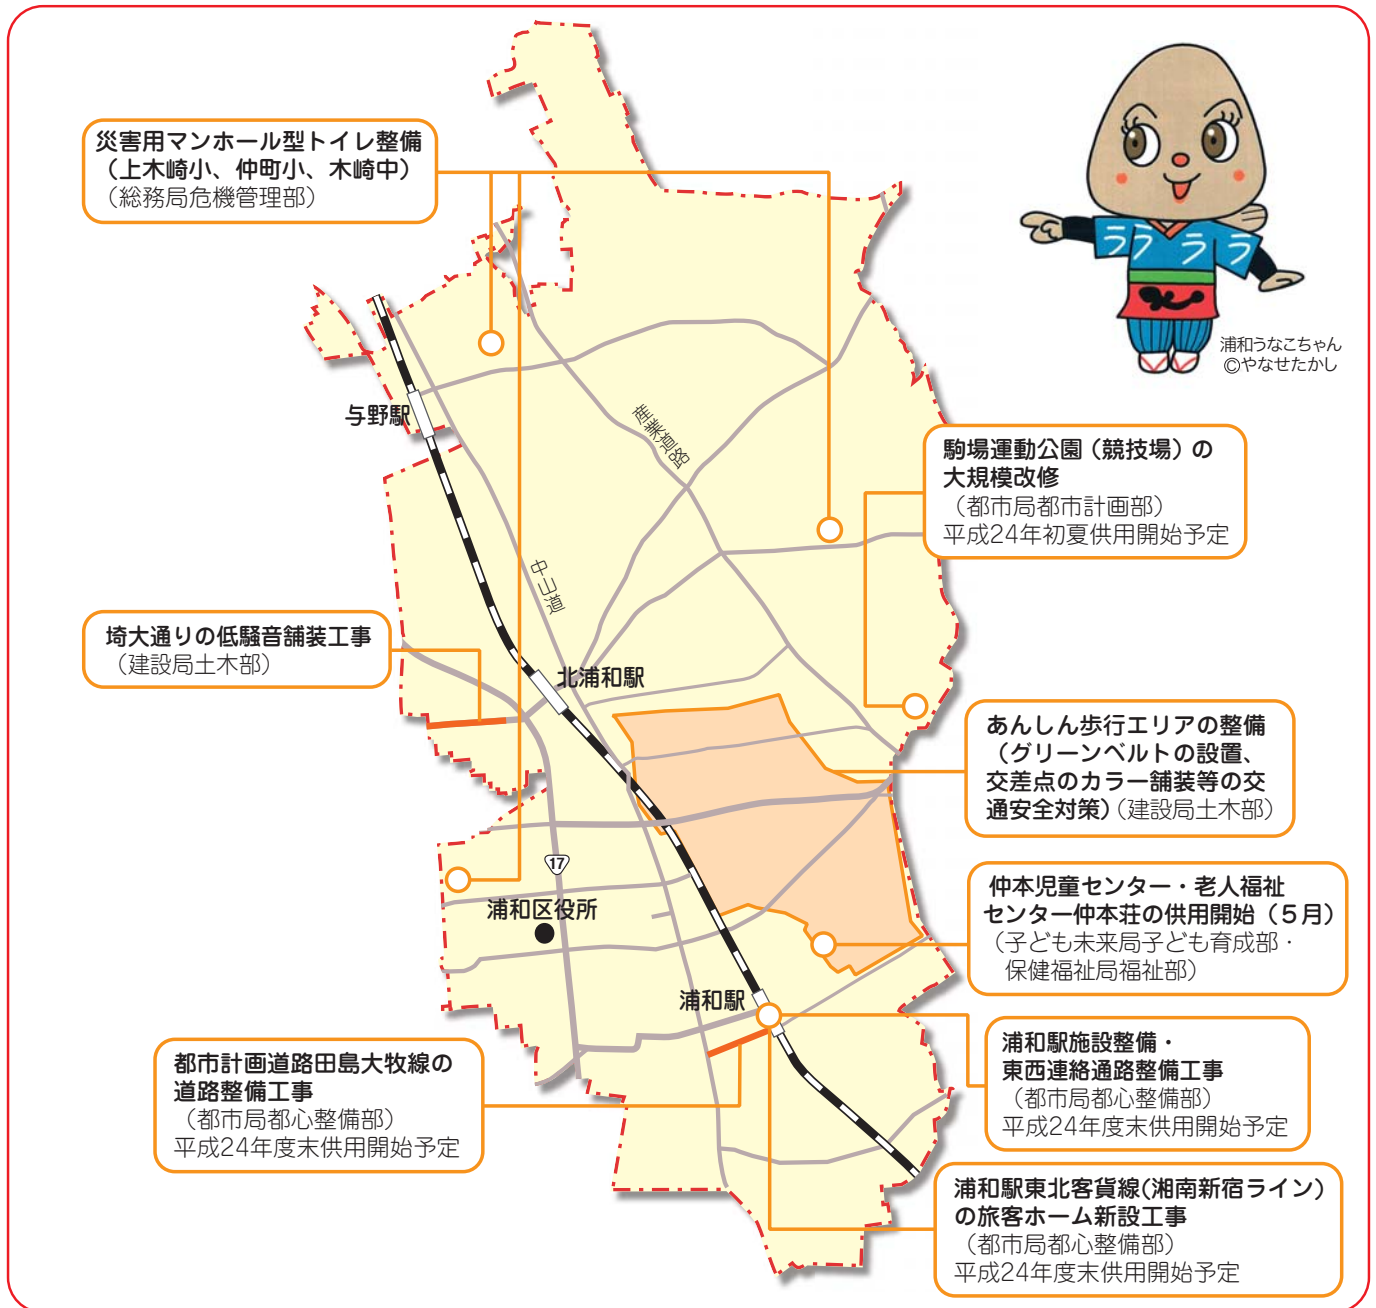 災害用マンホール型トイレ整備
（上木崎小、仲町小、木崎中）
（総務局危機管理部）
ララララ
浦和うなこちゃん
©やなせたかし
与野駅
産業道路
駒場運動公園（競技場）の
大規模改修
（都市局都市計画部）
平成24年初夏供用開始予定
中山道
埼大通りの低騒音舗装工事
（建設局土木部）
北浦和駅
あんしん歩行エリアの整備
（グリーンベルトの設置、
交差点のカラー舗装等の交
通安全対策）（建設局土木部）
17
浦和区役所
仲本児童センター・老人福祉
センター仲本荘の供用開始（５月）
（子ども未来局子ども育成部・
保健福祉局福祉部）
浦和駅
浦和駅施設整備・
東西連絡通路整備工事
（都市局都心整備部）
平成24年度末供用開始予定
都市計画道路田島大牧線の
道路整備工事
（都市局都心整備部）
平成24年度末供用開始予定
浦和駅東北客貨線(湘南新宿ライン)
の旅客ホーム新設工事
（都市局都心整備部）
平成24年度末供用開始予定